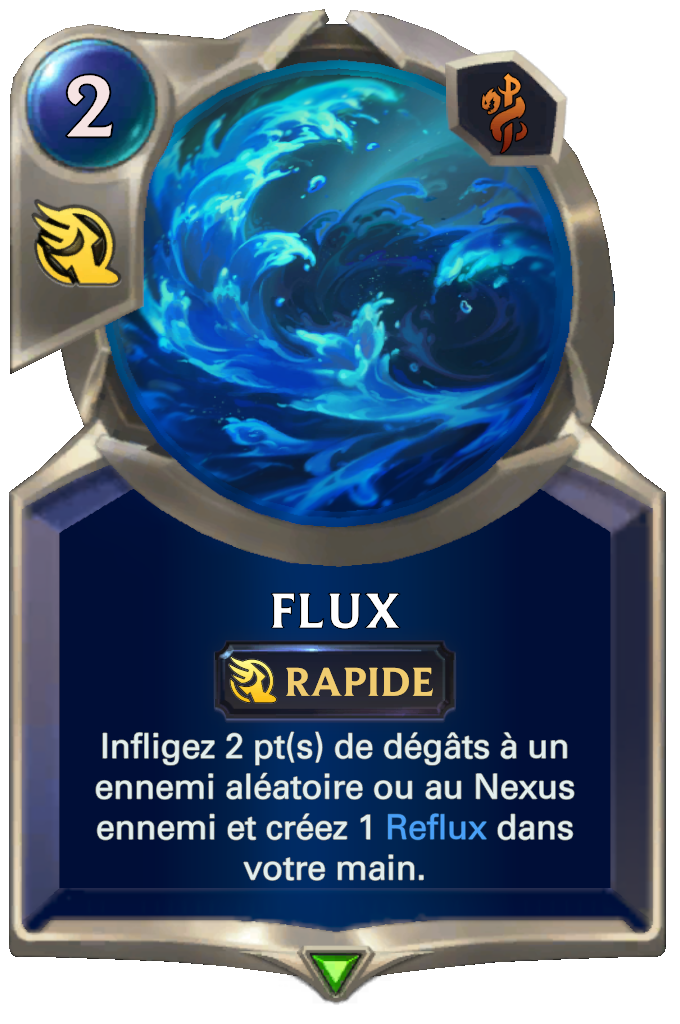 2
FLUX
RAPIDE
Infligez 2 pt(s) de dégâts à un
ennemi aléatoire ou au Nexus
ennemi et créez 1 Reflux dans
votre main.